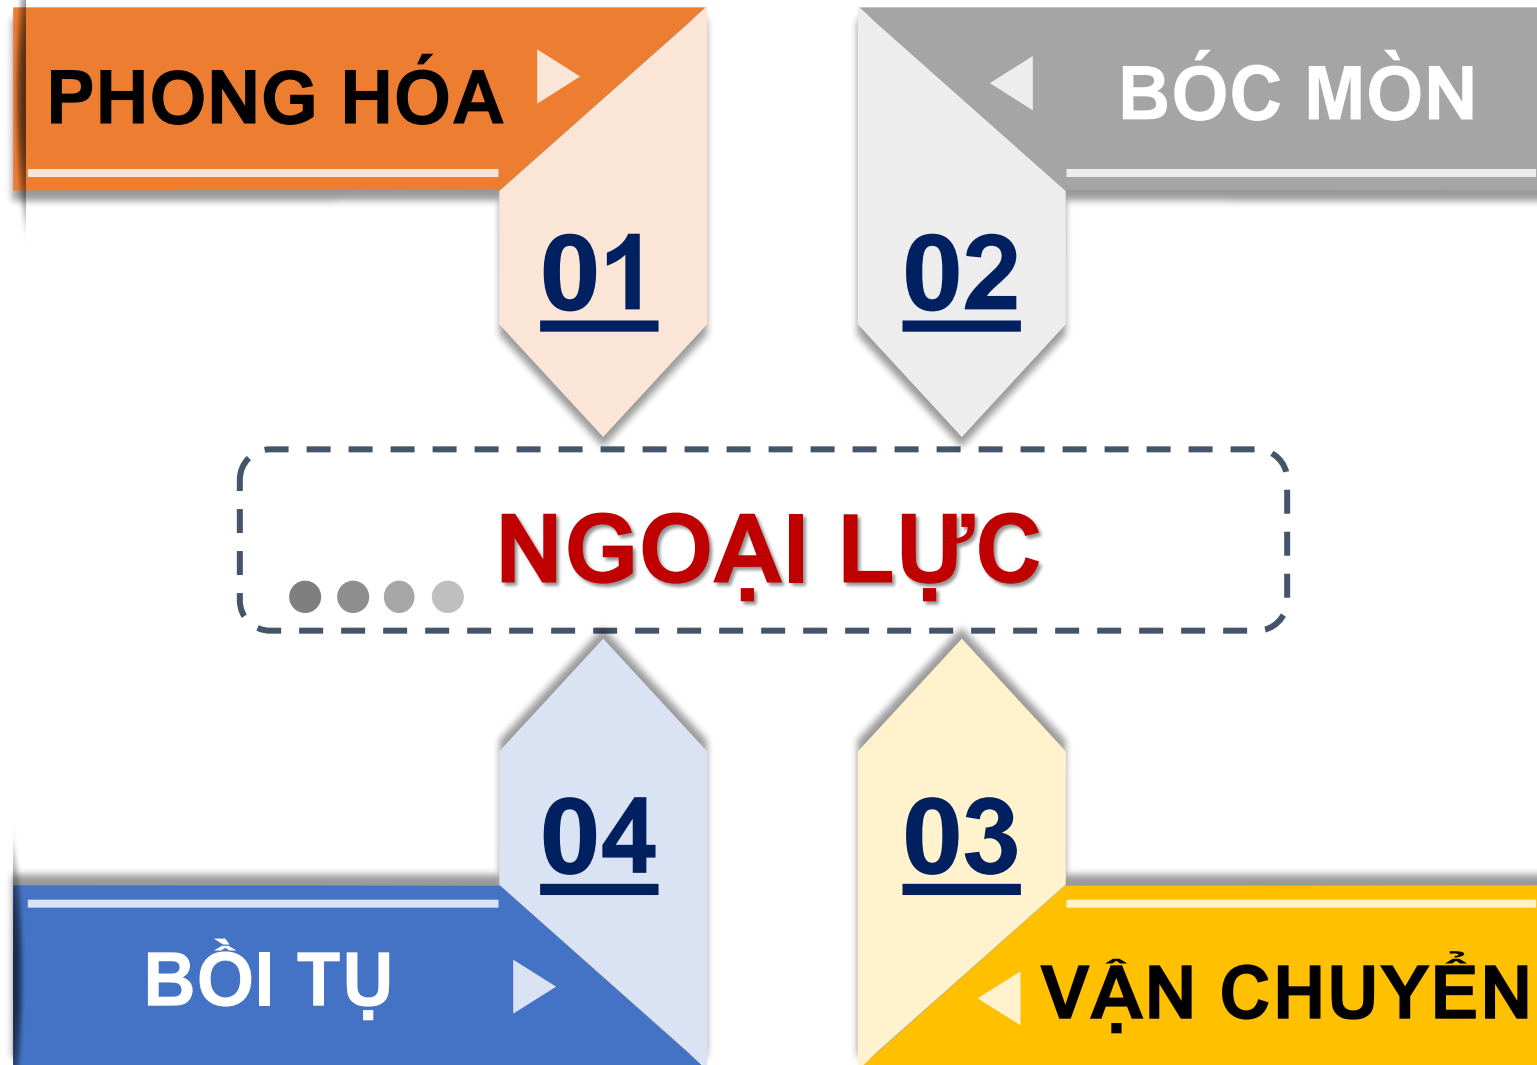 PHONG HÓA
BÓC MÒN
01
02
NGOẠI LỰC
04
03
BỒI TỤ
VẬN CHUYỂN